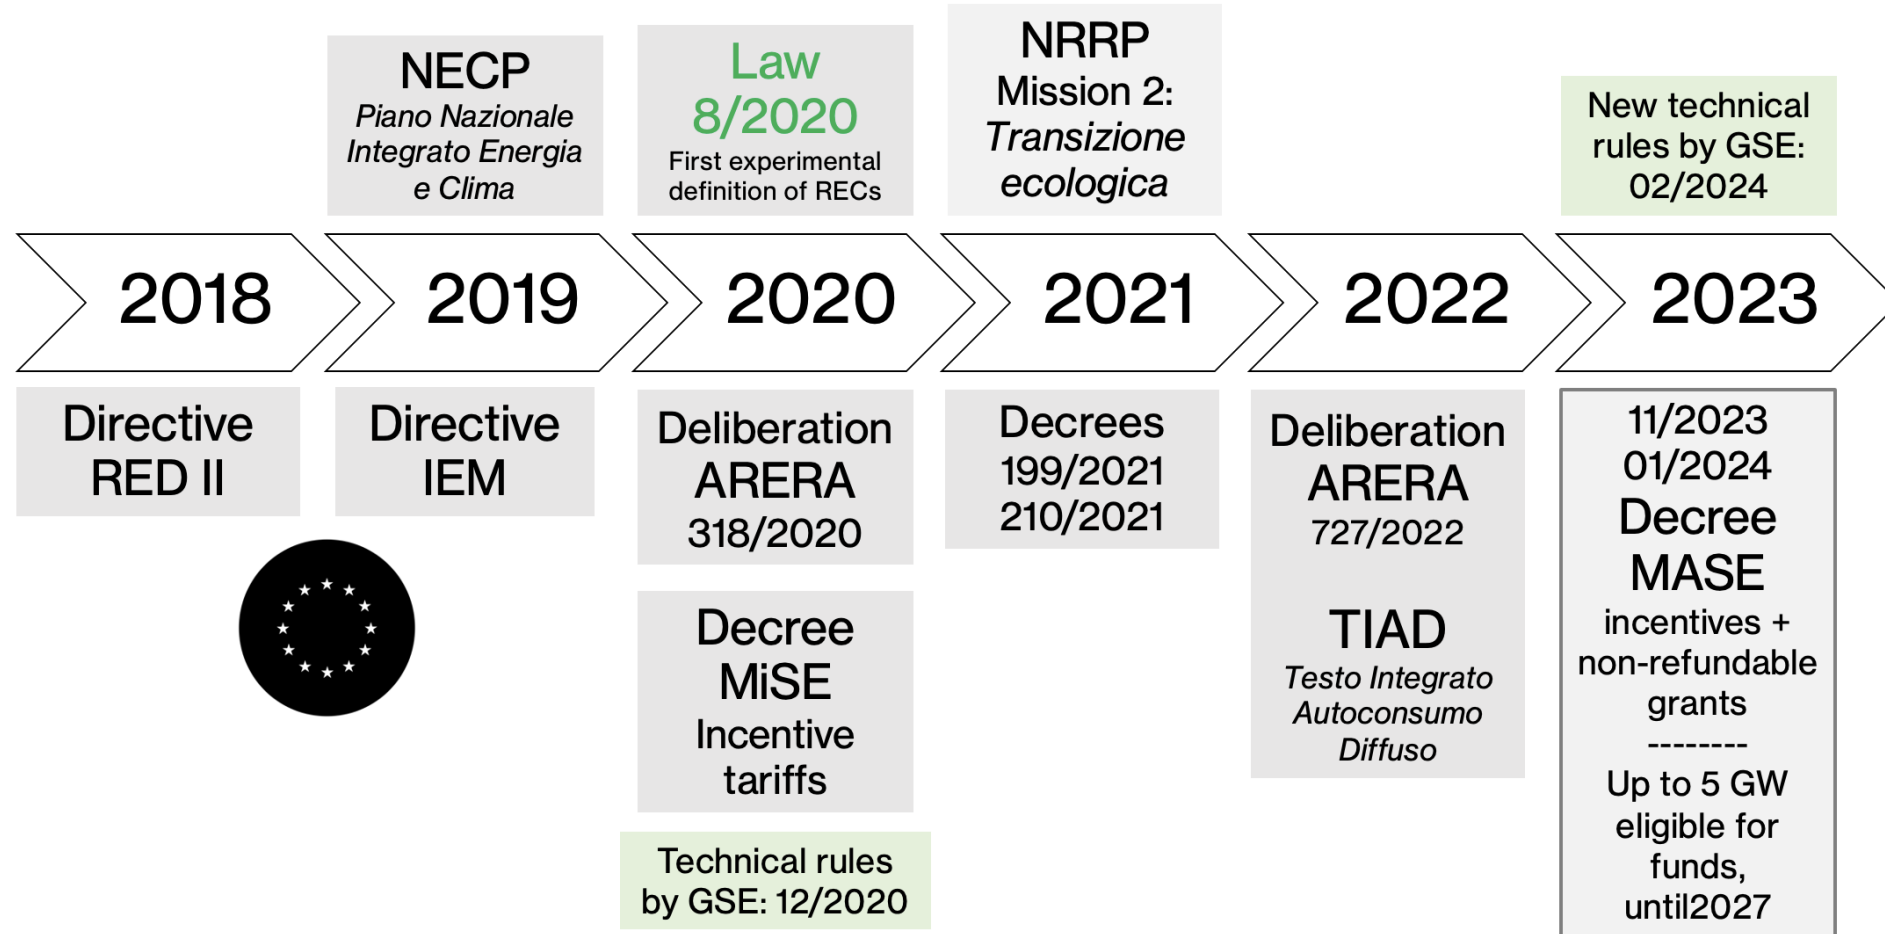 NECP
Piano Nazionale
Integrato Energia
e Clima
Law
8/2020
First experimental
definition of RECs
NRRP
Mission 2:
Transizione
ecologica
New technical
rules by GSE:
02/2024
2018
2019
2020
2021
2022
2023
Directive
RED II
Directive
IEM
Deliberation
ARERA
318/2020
Decree
MiSE
Incentive
tariffs
Technical rules
by GSE: 12/2020
Decrees
199/2021
210/2021
Deliberation
ARERA
727/2022
TIAD
Testo Integrato
Autoconsumo
Diffuso
11/2023
01/2024
Decree
MASE
incentives +
non-refundable
grants
--------
Up to 5 GW
eligible for
funds,
until2027